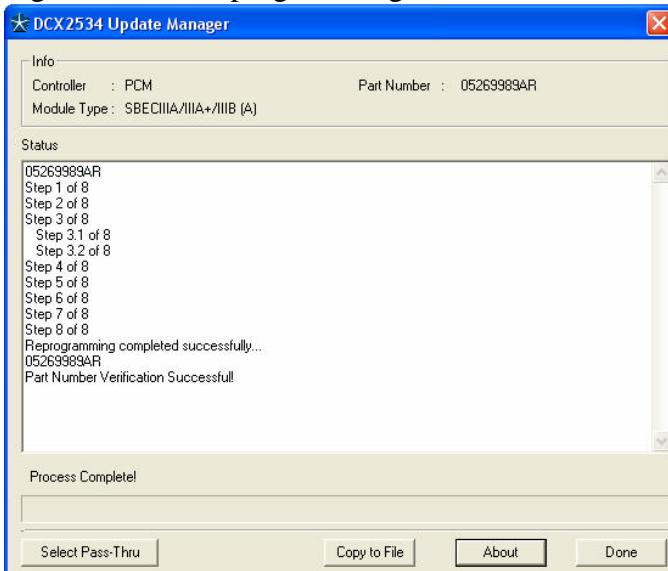 DCX2534 Update Manager
Info
Controller : PCM Part Number : 05269989AR
Module Type : SBECIIIA/IIIA+/IIIB (A)
Status
05269989AR
Step 1 of 8
Step 2 of 8
Step 3 of 8
Step 3.1 of 8
Step 3.2 of 8
Step 4 of 8
Step 5 of 8
Step 6 of 8
Step 7 of 8
Step 8 of 8
Reprogramming completed successfully...
05269989AR
Part Number Verification Successful!
Process Complete!
Select Pass-Thru Copy to File About Done